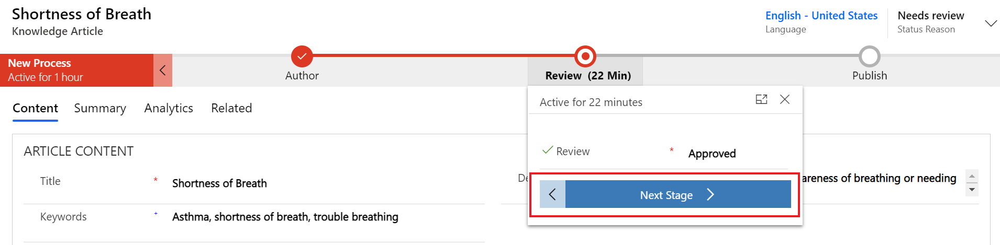 Shortness of Breath
Knowledge Article
English - United States
Language
Needs review
Status Reason
New Process
Active for 1 hour
Author
Review (22 Min)
Publish
Content Summary Analytics Related
Active for 22 minutes
ARTICLE CONTENT
Review * Approved
Title * Shortness of Breath
areness of breathing or needing
Next Stage
Keywords + Asthma, shortness of breath, trouble breathing